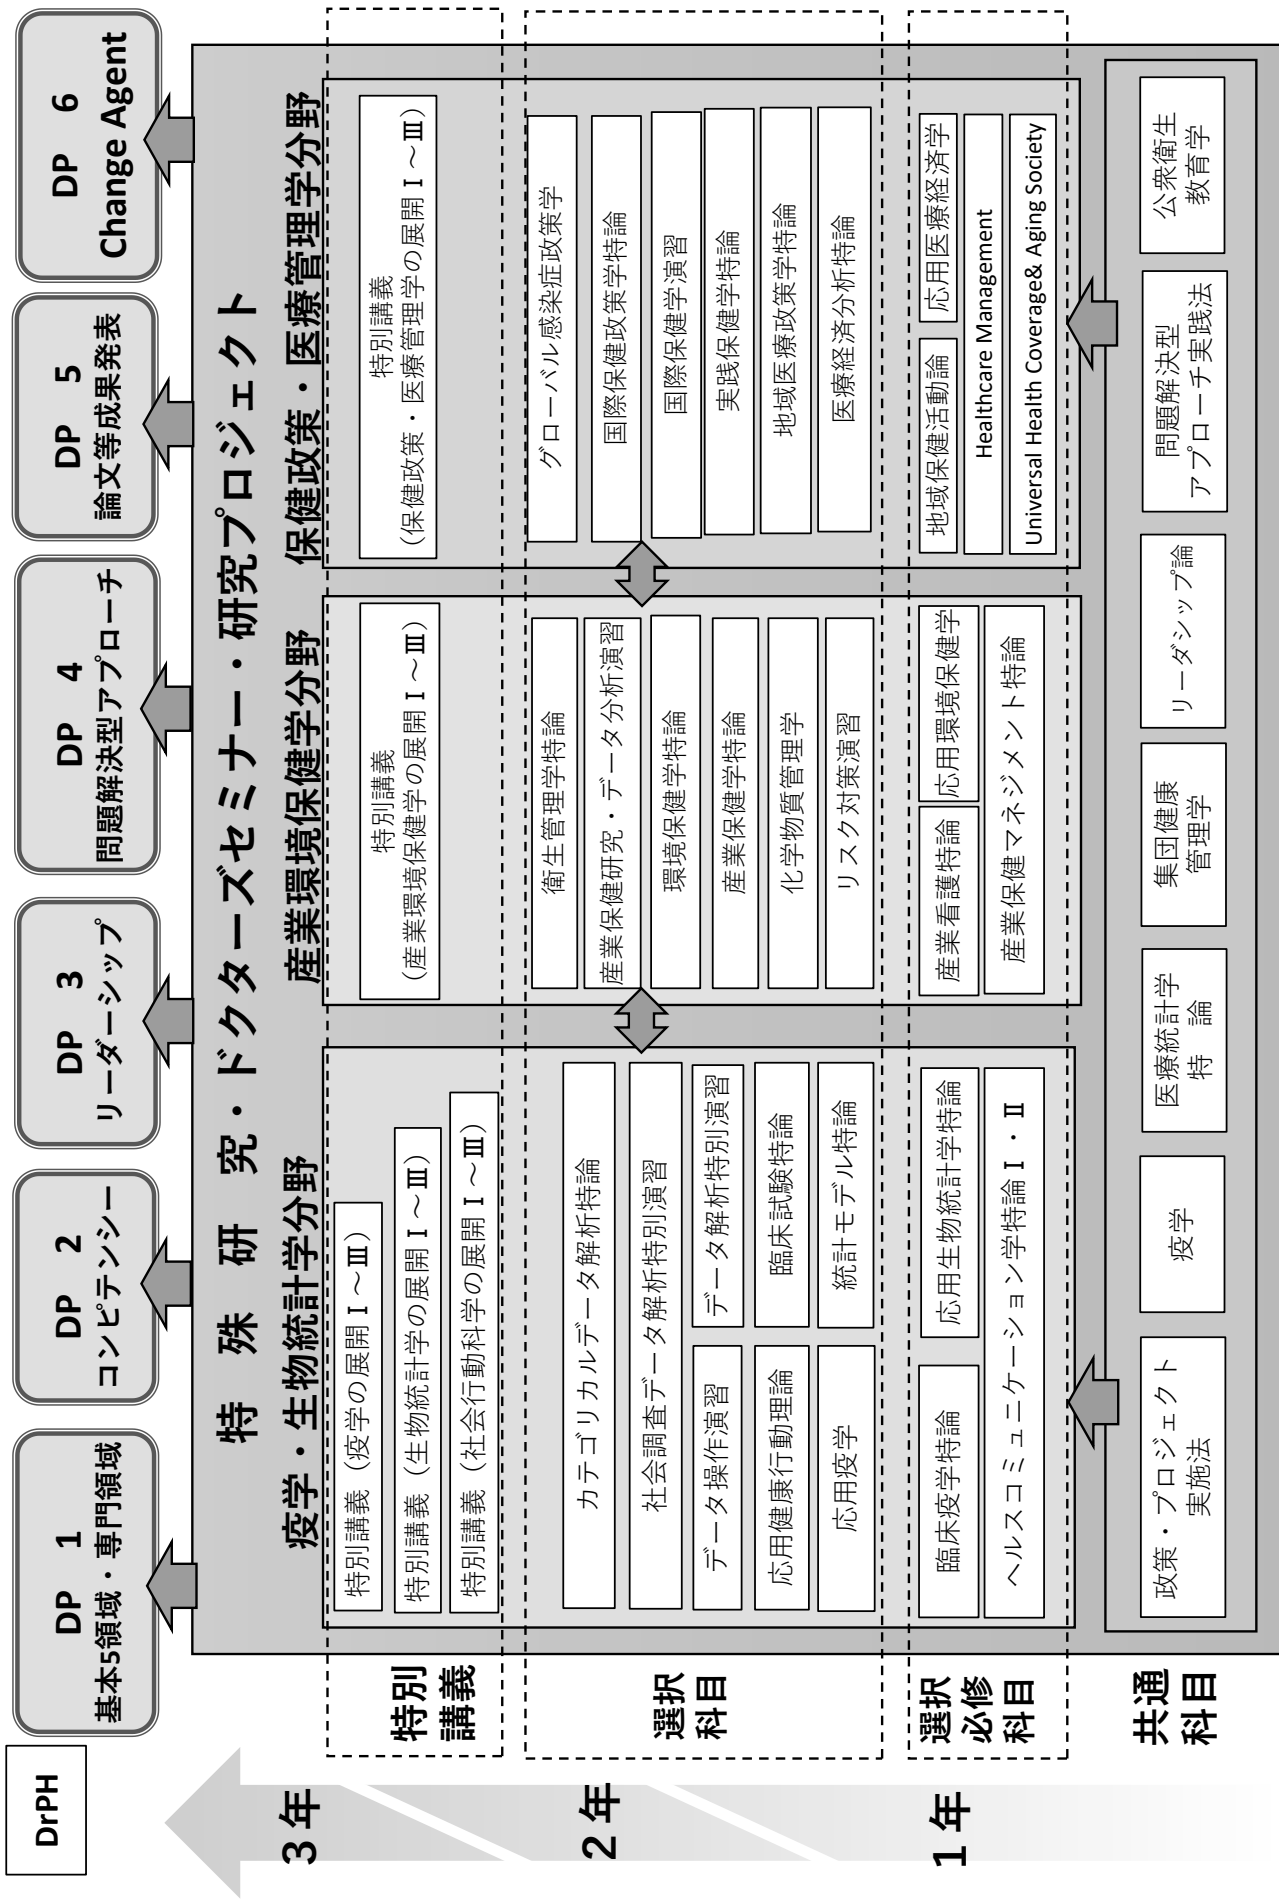 DrPH
DP 1
基本5領域・専門領域
DP 2
コンピテンシー
DP 3
リーダーシップ
DP 4
問題解決型アプローチ
DP 5
論文等成果発表
DP 6
Change Agent
特 殊 研 究・ドクターズセミナー・研究プロジェクト
疫学・生物統計学分野
産業環境保健学分野
保健政策・医療管理学分野
3年
特別
講義
特別講義（疫学の展開Ⅰ～Ⅲ）
特別講義（生物統計学の展開Ⅰ～Ⅲ）
特別講義（社会行動科学の展開Ⅰ～Ⅲ）
特別講義
（産業環境保健学の展開Ⅰ～Ⅲ）
特別講義
（保健政策・医療管理学の展開Ⅰ～Ⅲ）
2年
選択
科目
カテゴリカルデータ解析特論
社会調査データ解析特別演習
データ操作演習
データ解析特別演習
応用健康行動理論
臨床試験特論
応用疫学
統計モデル特論
衛生管理学特論
産業保健研究・データ分析演習
環境保健学特論
産業保健学特論
化学物質管理学
リスク対策演習
グローバル感染症政策学
国際保健政策学特論
国際保健学演習
実践保健学特論
地域医療政策学特論
医療経済分析特論
1年
選択
必修
科目
臨床疫学特論
応用生物統計学特論
ヘルスコミュニケーション学特論Ⅰ・Ⅱ
産業看護特論
応用環境保健学
産業保健マネジメント特論
地域保健活動論
応用医療経済学
Healthcare Management
Universal Health Coverage& Aging Society
共通
科目
政策・プロジェクト
実施法
疫学
医療統計学
特 論
集団健康
管理学
リーダシップ論
問題解決型
アプローチ実践法
公衆衛生
教育学